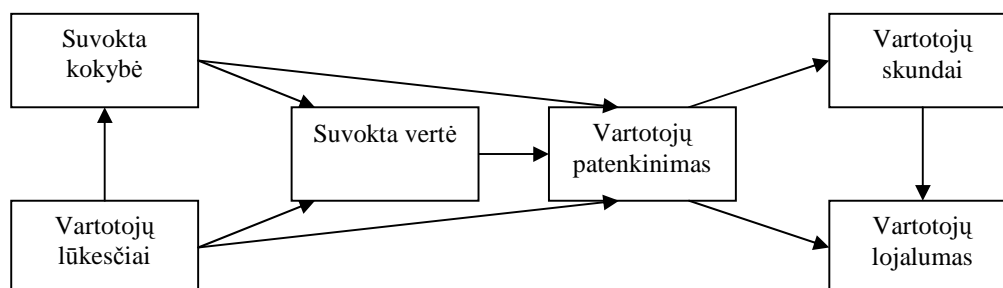 Suvokta
kokybė
Vartotojų
skundai
Suvokta vertė
Vartotojų
patenkinimas
Vartotojų
lūkesčiai
Vartotojų
lojalumas